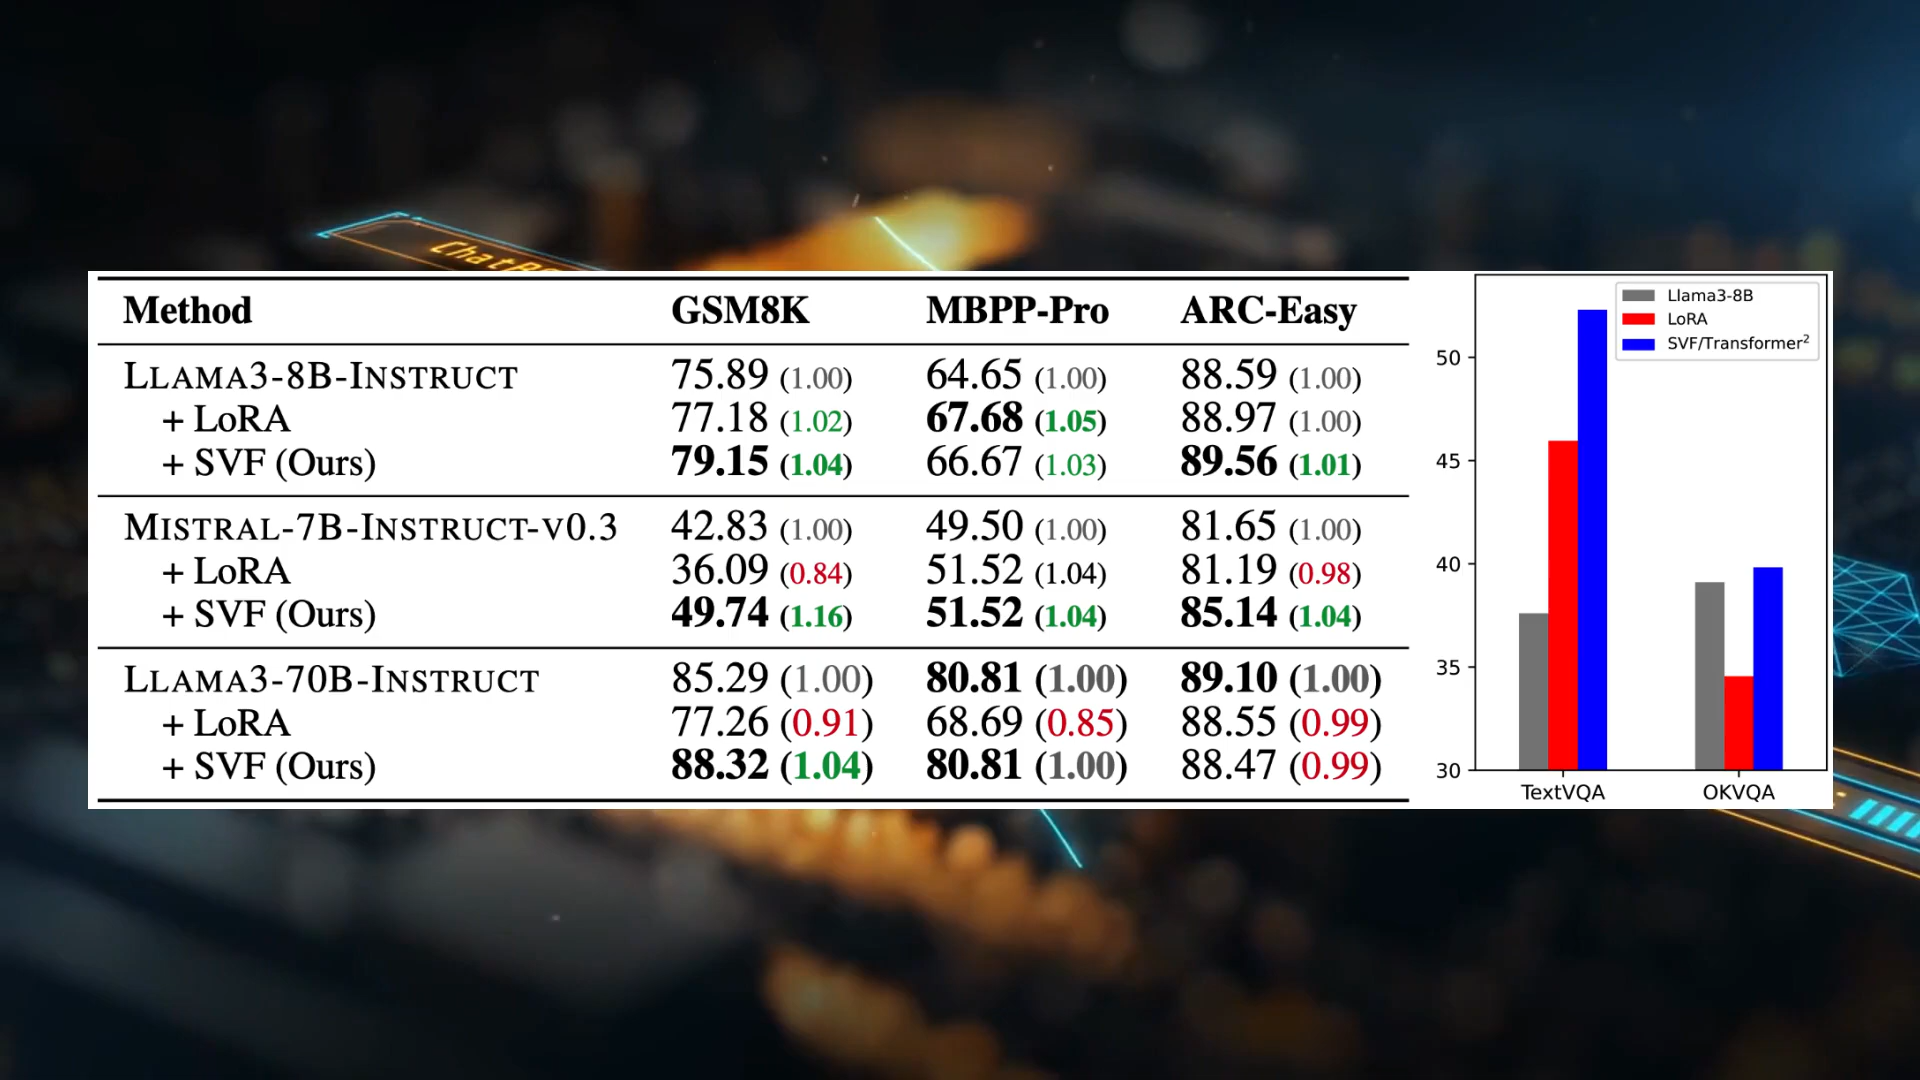 ChatB
Method GSM8K MBPP-Pro ARC-Easy
LLAMA3-8B-INSTRUCT 75.89 (1.00) 64.65 (1.00) 88.59 (1.00)
+ LoRA 77.18 (1.02) 67.68 (1.05) 88.97 (1.00)
+ SVF (Ours) 79.15 (1.04) 66.67 (1.03) 89.56 (1.01)
MISTRAL-7B-INSTRUCT-V0.3 42.83 (1.00) 49.50 (1.00) 81.65 (1.00)
+ LoRA 36.09 (0.84) 51.52 (1.04) 81.19 (0.98)
+ SVF (Ours) 49.74 (1.16) 51.52 (1.04) 85.14 (1.04)
LLAMA3-70B-INSTRUCT 85.29 (1.00) 80.81 (1.00) 89.10 (1.00)
+ LoRA 77.26 (0.91) 68.69 (0.85) 88.55 (0.99)
+ SVF (Ours) 88.32 (1.04) 80.81 (1.00) 88.47 (0.99)
Llama3-8B
LoRA
SVF/Transformer²
50
45
40
35
30
TextVQA OKVQA